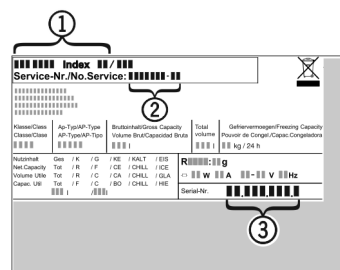 1
Index /
Service-Nr./No.Service: -
2
Klasse/Class Ap-Typ/AP-Type Bruttoinhalt/Gross Capacity Total Gefriervermoegen/Freezing Capacity
Classe/Clase AP-Type/AP-Tipo Volume Brut/Capacidad Bruta volume Pouvoir de Congel./Capac.Congeladora
l l kg / 24 h
Nutzinhalt Ges / K / G / KE / KALT / EIS
Net Capacity Tot / R / F / CE / CHILL / ICE
Volume Utile Tot / R / C / CA / CHILL / GLA
Capac. Util Tot / F / C / BO / CHILL / HIE
l / l
R : g
W A - V Hz
Serial-Nr.
3